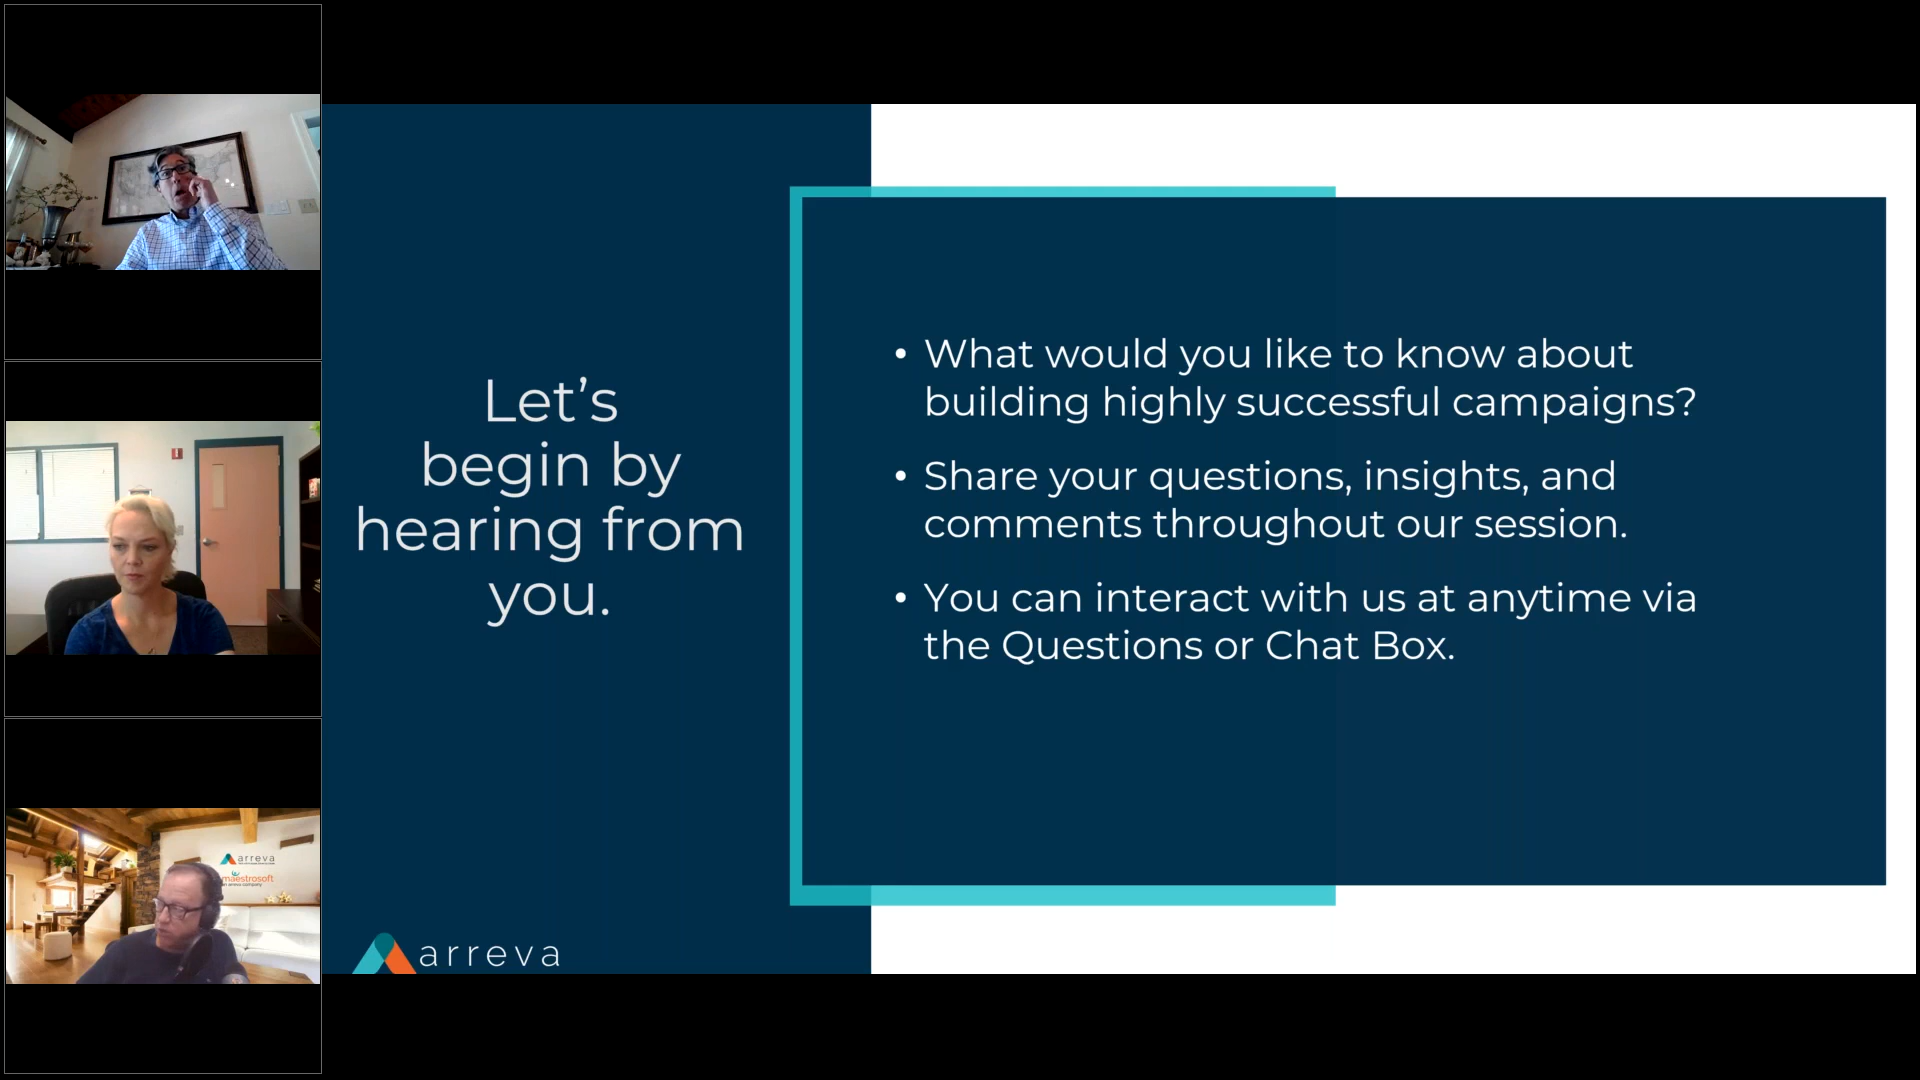 Let’s
begin by
hearing from
you.
• What would you like to know about
building highly successful campaigns?
• Share your questions, insights, and
comments throughout our session.
• You can interact with us at anytime via
the Questions or Chat Box.
arreva
arreva
maestrosoft